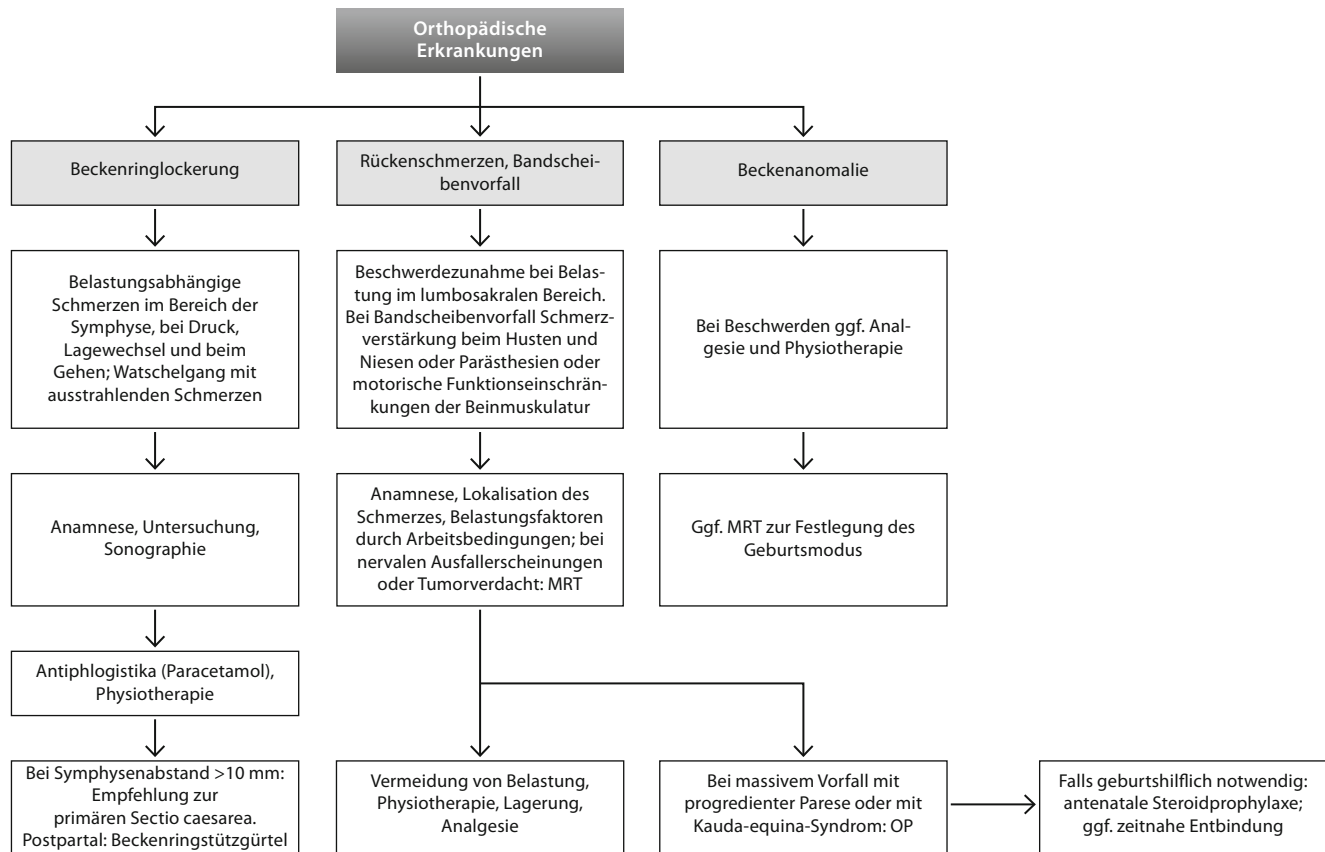 Orthopädische
Erkrankungen
Beckenringlockerung
Rückenschmerzen, Bandschei-
benvorfall
Beckenanomalie
Belastungsabhängige
Schmerzen im Bereich der
Symphyse, bei Druck,
Lagewechsel und beim
Gehen; Watschelgang mit
ausstrahlenden Schmerzen
Beschwerdezunahme bei Belas-
tung im lumbosakralen Bereich.
Bei Bandscheibenvorfall Schmerz-
verstärkung beim Husten und
Niesen oder Parästhesien oder
motorische Funktionseinschrän-
kungen der Beinmuskulatur
Bei Beschwerden ggf. Anal-
gesie und Physiotherapie
Anamnese, Untersuchung,
Sonographie
Anamnese, Lokalisation des
Schmerzes, Belastungsfaktoren
durch Arbeitsbedingungen; bei
nervalen Ausfallerscheinungen
oder Tumorverdacht: MRT
Ggf. MRT zur Festlegung des
Geburtsmodus
Antiphlogistika (Paracetamol),
Physiotherapie
Bei Symphysenabstand >10 mm:
Empfehlung zur
primären Sectio caesarea.
Postpartal: Beckenringstützgürtel
Vermeidung von Belastung,
Physiotherapie, Lagerung,
Analgesie
Bei massivem Vorfall mit
progredienter Parese oder mit
Kauda-equina-Syndrom: OP
Falls geburtshilflich notwendig:
antenatale Steroidprophylaxe;
ggf. zeitnahe Entbindung